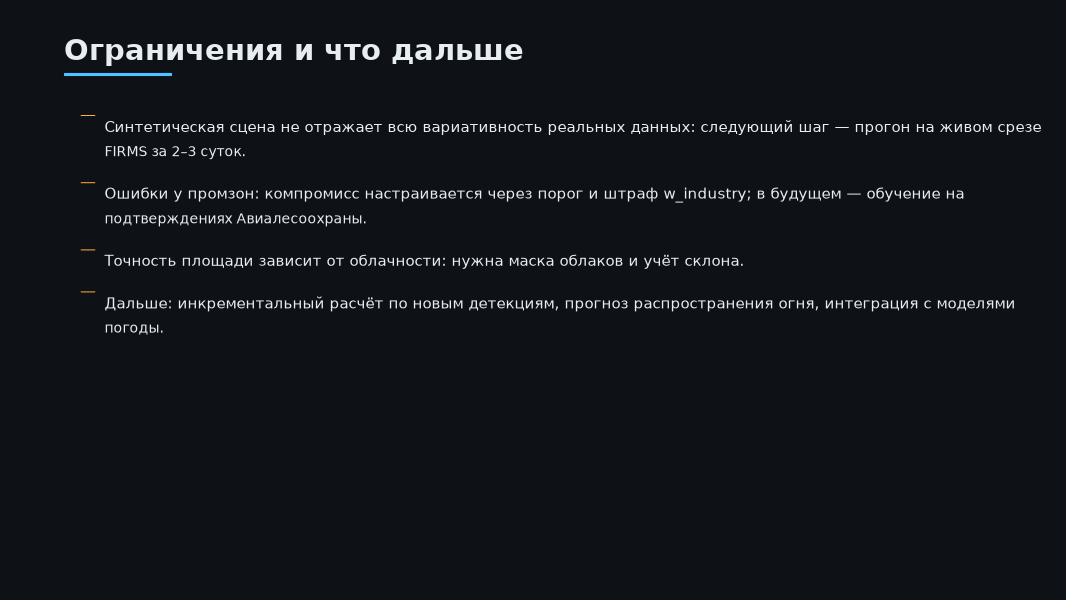 Ограничения и что дальше
— Синтетическая сцена не отражает всю вариативность реальных данных: следующий шаг — прогон на живом срезе
FIRMS за 2–3 суток.
— Ошибки у промзон: компромисс настраивается через порог и штраф w_industry; в будущем — обучение на
подтверждениях Авиалесоохраны.
— Точность площади зависит от облачности: нужна маска облаков и учёт склона.
— Дальше: инкрементальный расчёт по новым детекциям, прогноз распространения огня, интеграция с моделями
погоды.